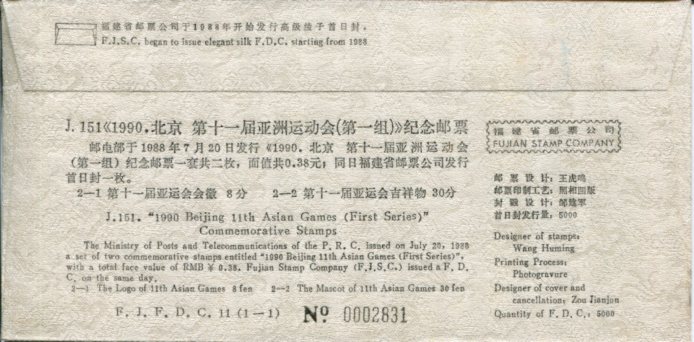 福建省邮票公司于1988年开始发行高级绫子首日封.
F.J.S.C. began to issue elegant silk F.D.C. starting from 1988
J.151《1990.北京 第十一届亚洲运动会(第一组)》纪念邮票
邮电部于1988年7月20日发行《1990. 北京 第十一届亚洲运动会
(第一组) 纪念邮票一套共二枚，面值共0.38元；同日福建省邮票公司发行
首日封一枚。
2—1 第十一届亚运会会徽 8分 2—2 第十一届亚运会吉祥物 30分
J.151. "1990 Beijing 11th Asian Games (First Series)"
Commemorative Stamps
The Ministry of Posts and Telecommunications of the P. R. C. issued on July 20, 1988
a set of two commemorative stamps entitled "1990 Beijing 11th Asian Games (First Series)",
with a total face value of RMB ¥ 0.38. Fujian Stamp Company (F.J.S.C.) issued a F. D.
C. on the same day.
2—1 The Logo of 11th Asian Games 8 fen 2—2 The Mascot of 11th Asian Games 30 fen
F. J. F. D. C. 11 (1—1) Nº 0002831
福建省邮票公司
FUJIAN STAMP COMPANY
邮票设计：王虎鸣
邮票印制工艺：照相凹版
封戳设计：邹建军
首日封发行量：5000
Designer of stamps:
Wang Huming
Printing Process:
Photogravure
Designer of cover and
cancellation: Zou Jianjun
Quantity of F. D. C.: 5000